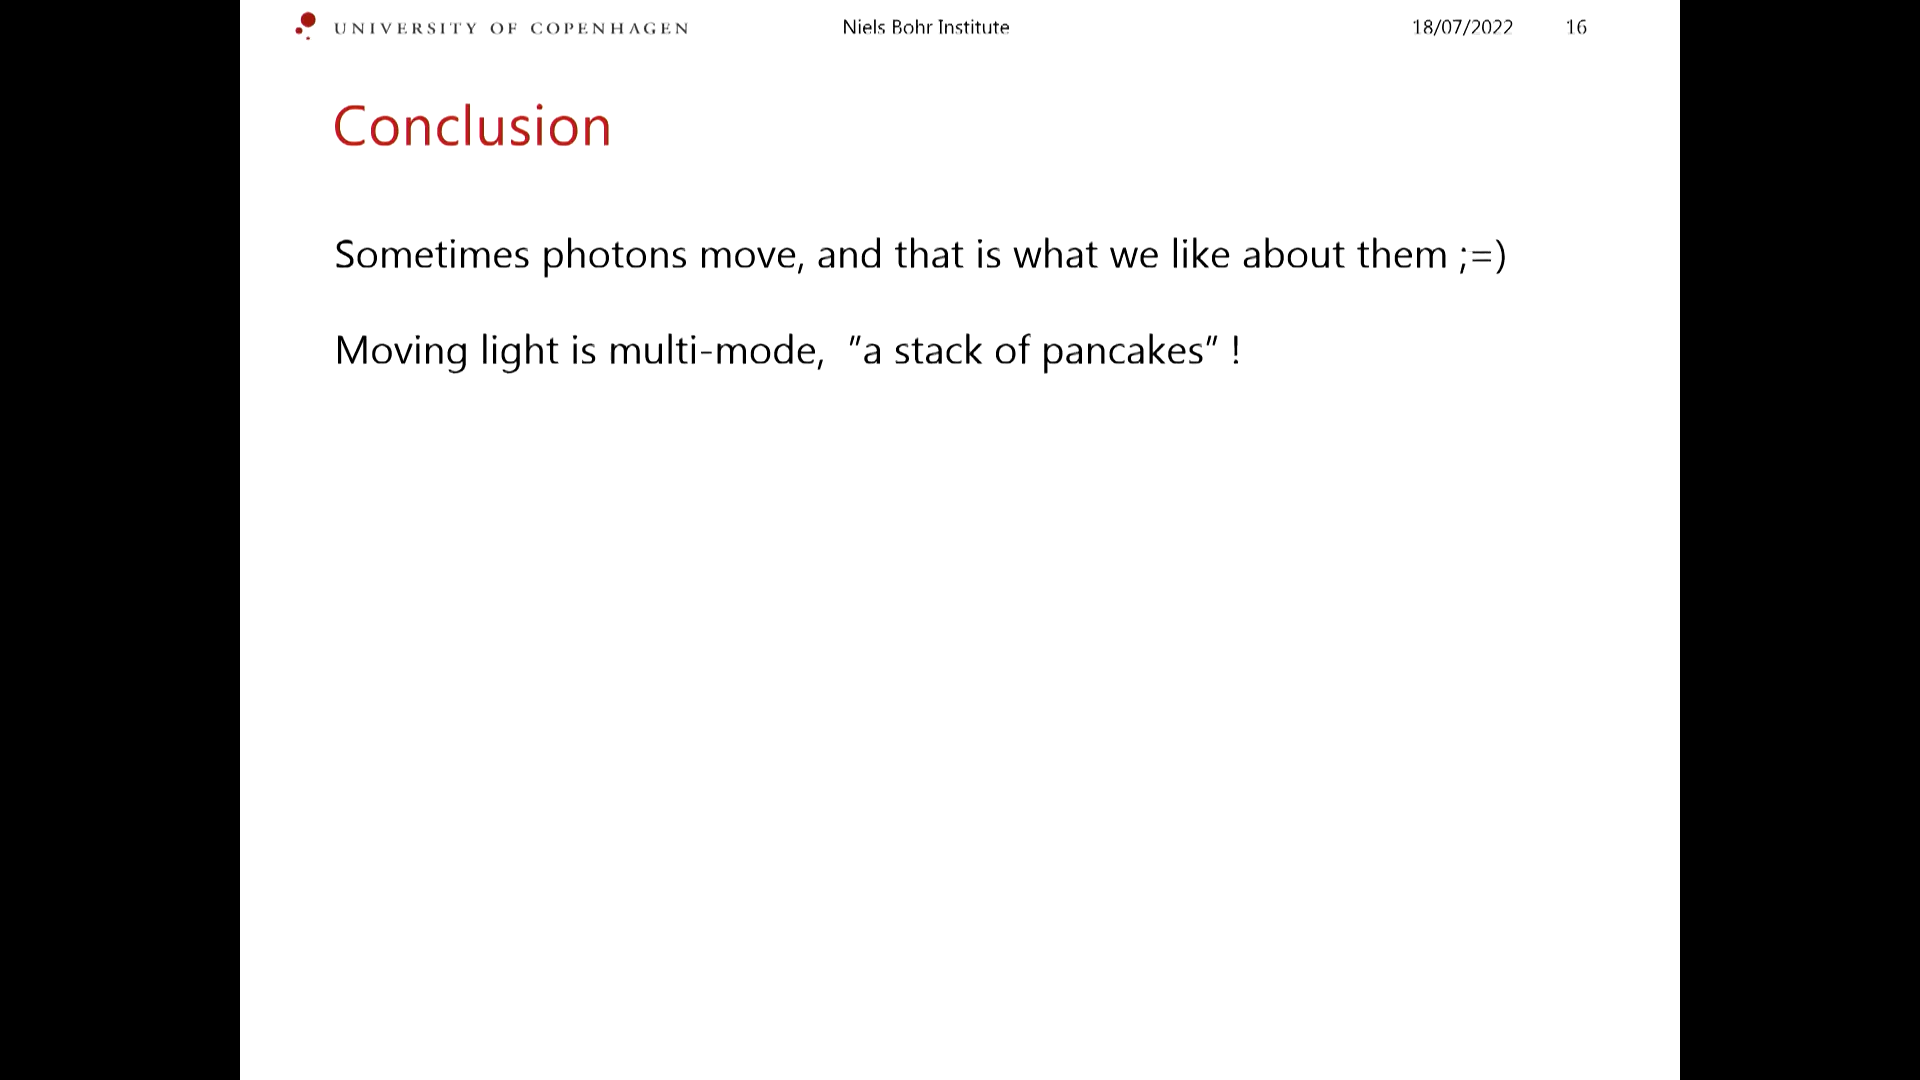 UNIVERSITY OF COPENHAGEN Niels Bohr Institute 18/07/2022 16
Conclusion
Sometimes photons move, and that is what we like about them ;=)
Moving light is multi-mode, ”a stack of pancakes” !